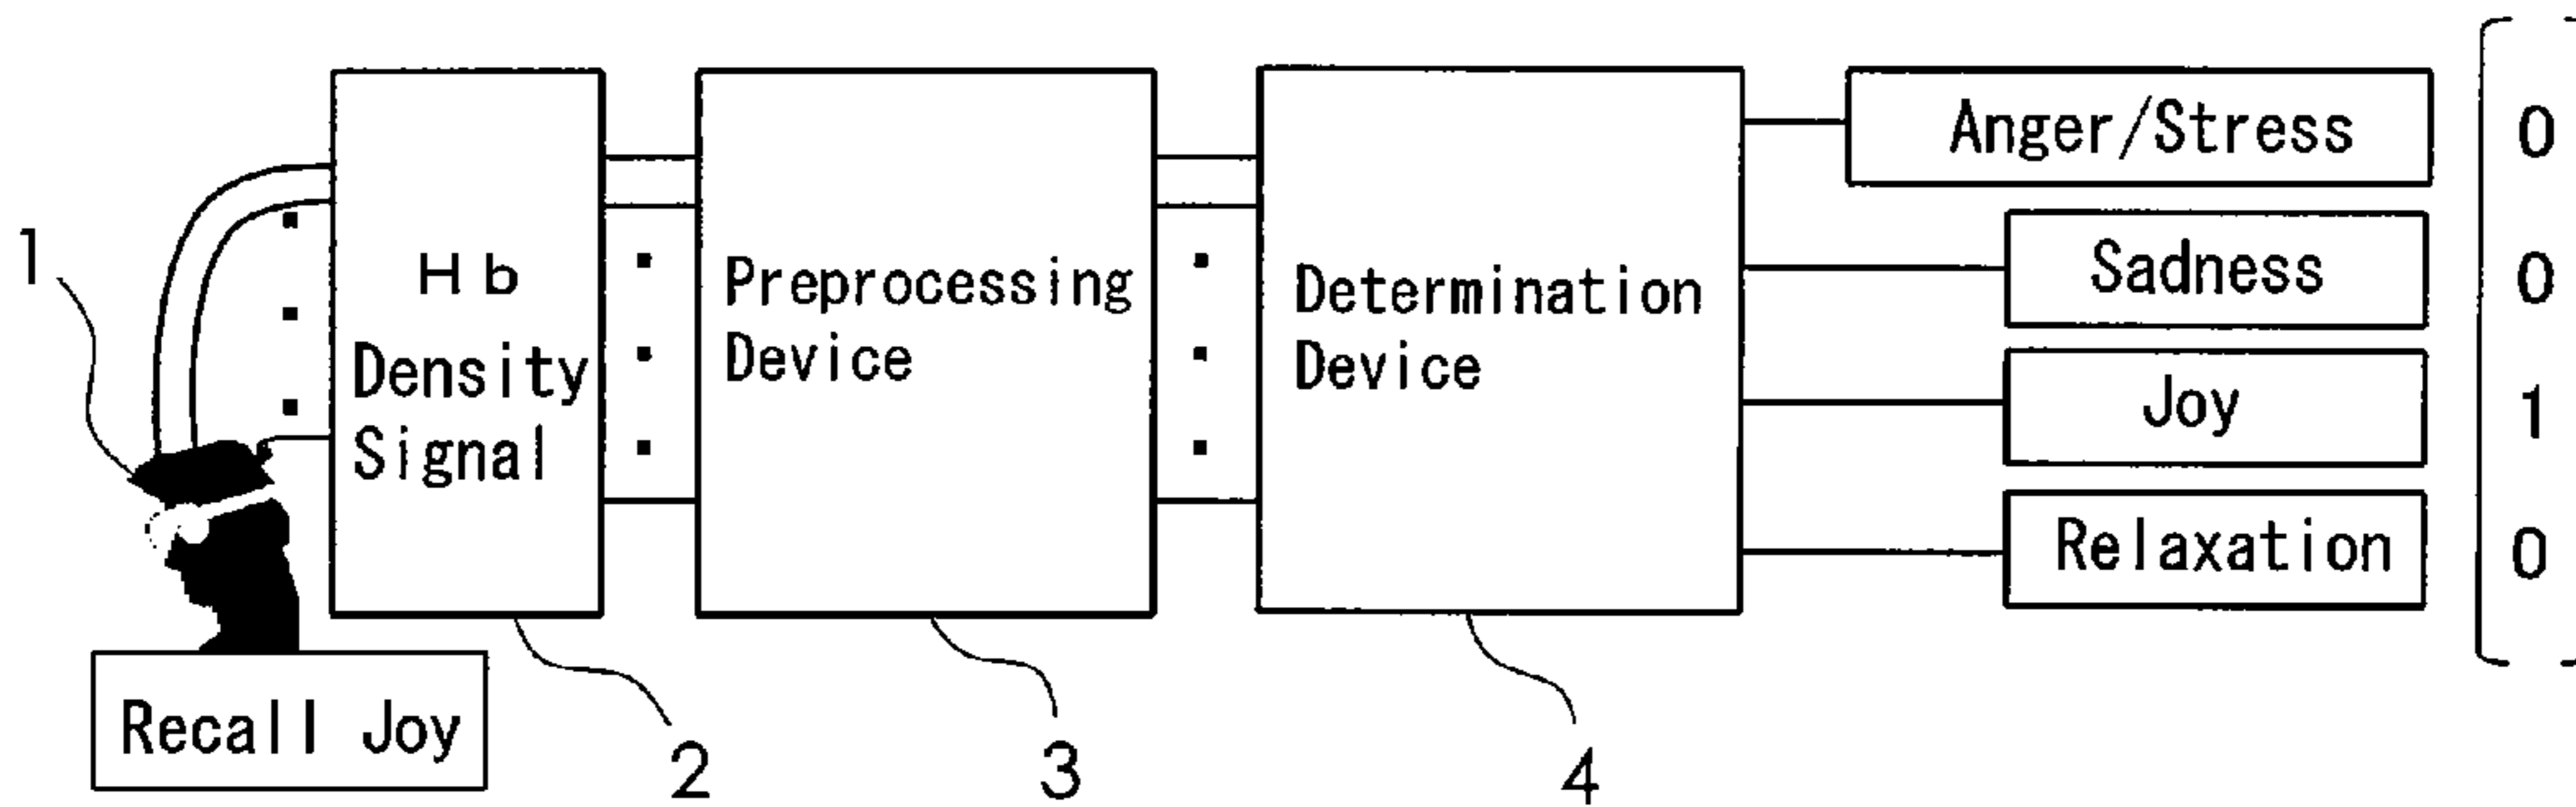 1
Hb
Density
Signal
Preprocessing
Device
Determination
Device
Anger/Stress
0
Sadness
0
Joy
1
Relaxation
0
Recall Joy
2
3
4